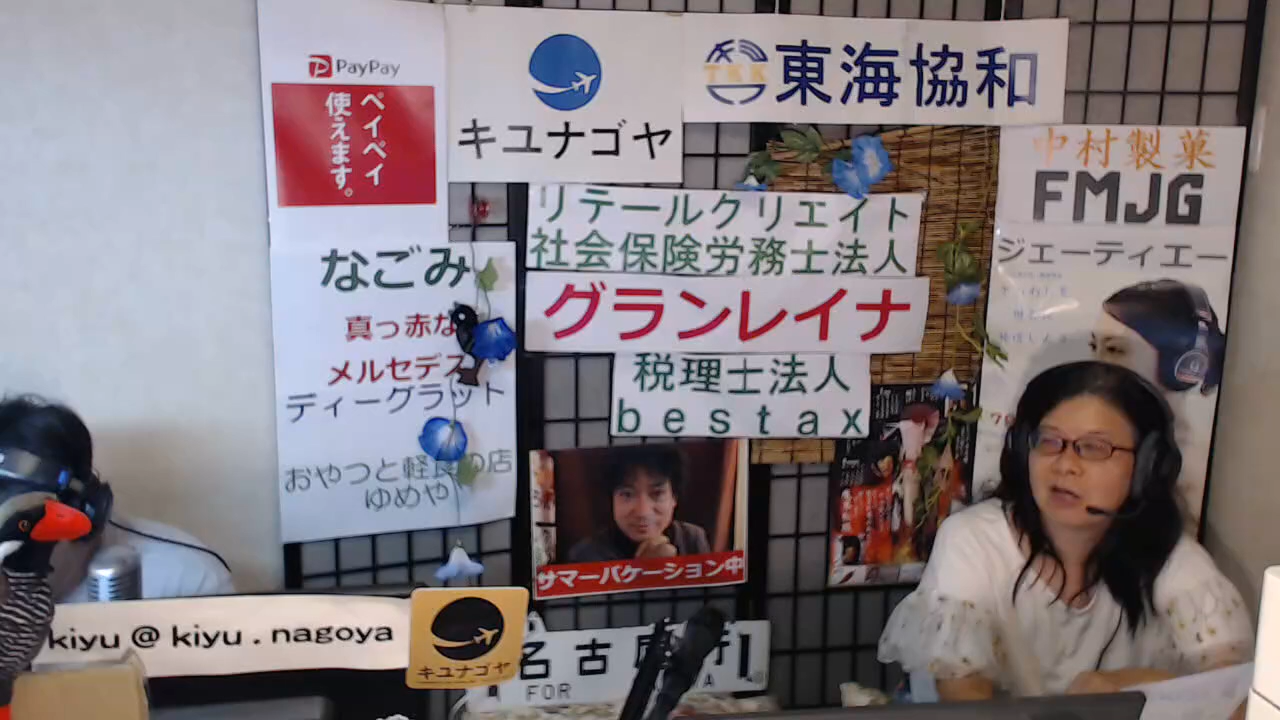 PayPay
ペイペイ
使えます。
キユナゴヤ
TKK
東海協和
中村製菓
FMJG
ジェーティエー
リテールクリエイト
社会保険労務士法人
グランレイナ
税理士法人
bestax
なごみ
真っ赤な
メルセデス
ディーグラット
おやつと軽食の店
ゆめや
サマーバケーション中
kiyu@kiyu.nagoya
キユナゴヤ
名古
FOR